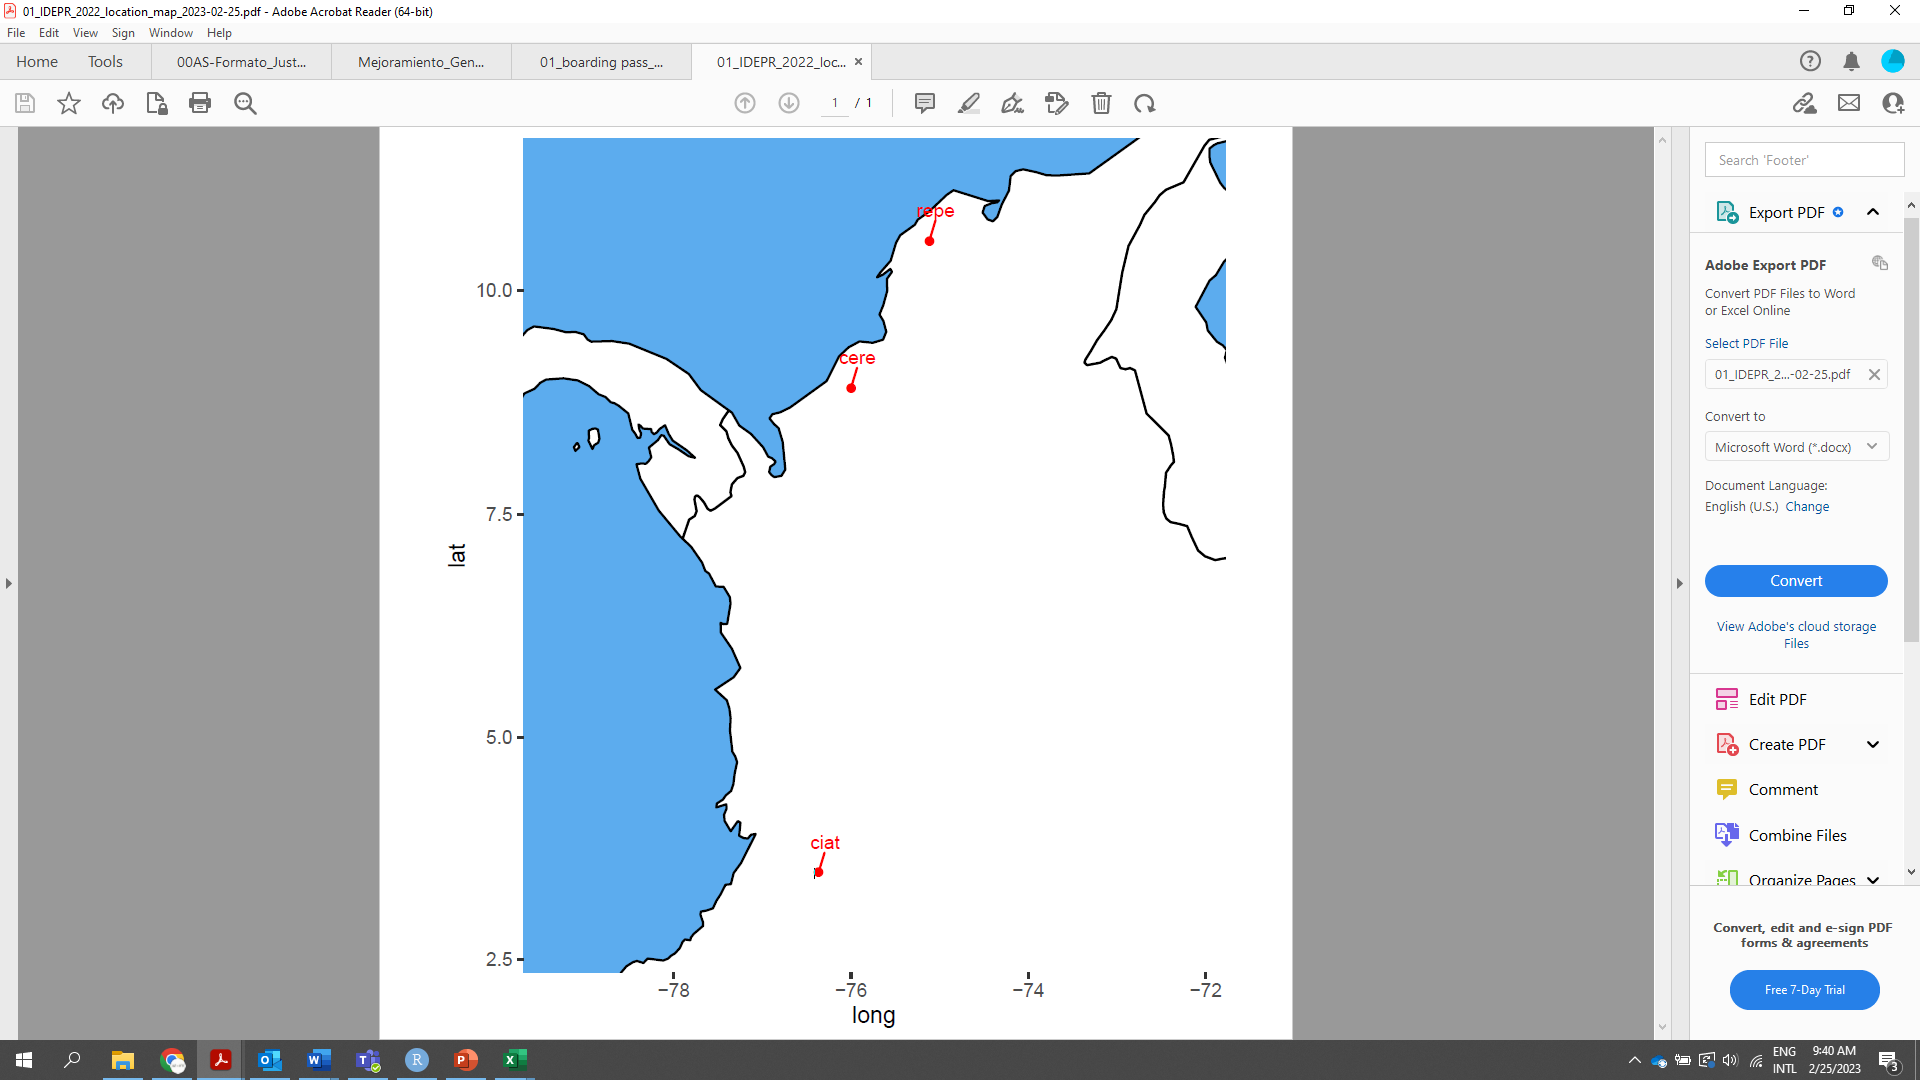 01_IDEPR_2022_location_map_2023-02-25.pdf - Adobe Acrobat Reader (64-bit)
File Edit View Sign Window Help
Home Tools 00AS-Formato_Just... Mejoramiento_Gen... 01_boarding pass_... 01_IDEPR_2022_loc... ×
1 / 1
repe
10.0
cere
7.5
lat
5.0
ciat
2.5
−78 −76 −74 −72
long
Search 'Footer'
Export PDF
Adobe Export PDF
Convert PDF Files to Word
or Excel Online
Select PDF File
01_IDEPR_2...-02-25.pdf
Convert to
Microsoft Word (*.docx)
Document Language:
English (U.S.) Change
Convert
View Adobe's cloud storage
Files
Edit PDF
Create PDF
Comment
Combine Files
Organize Pages
Convert, edit and e-sign PDF
forms & agreements
Free 7-Day Trial
ENG
INTL
9:40 AM
2/25/2023
3